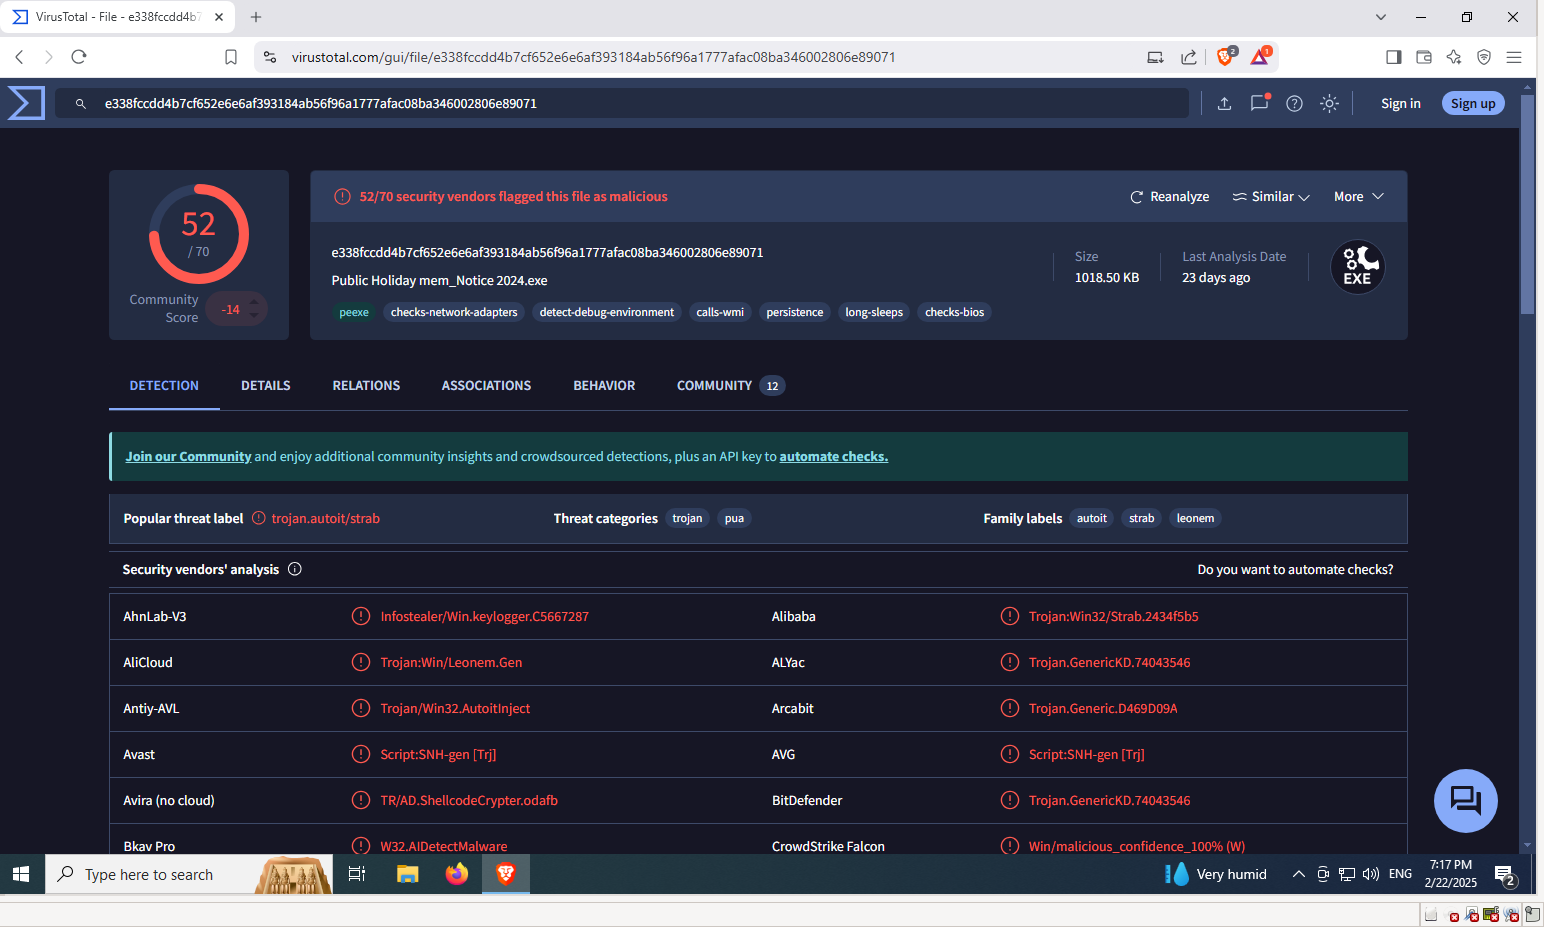 VirusTotal - File - e338fccdd4b7
virustotal.com/gui/file/e338fccdd4b7cf652e6e6af393184ab56f96a1777afac08ba346002806e89071
2
1
e338fccdd4b7cf652e6e6af393184ab56f96a1777afac08ba346002806e89071
Sign in
Sign up
52
/ 70
Community Score
-14
52/70 security vendors flagged this file as malicious
Reanalyze
Similar
More
e338fccdd4b7cf652e6e6af393184ab56f96a1777afac08ba346002806e89071
Public Holiday mem_Notice 2024.exe
Size
1018.50 KB
Last Analysis Date
23 days ago
EXE
peexe checks-network-adapters detect-debug-environment calls-wmi persistence long-sleeps checks-bios
DETECTION DETAILS RELATIONS ASSOCIATIONS BEHAVIOR COMMUNITY 12
Join our Community and enjoy additional community insights and crowdsourced detections, plus an API key to automate checks.
Popular threat label trojan.autoit/strab Threat categories trojan pua Family labels autoit strab leonem
Security vendors' analysis Do you want to automate checks?
AhnLab-V3 Infostealer/Win.keylogger.C5667287 Alibaba Trojan:Win32/Strab.2434f5b5
AliCloud Trojan:Win/Leonem.Gen ALYac Trojan.GenericKD.74043546
Antiy-AVL Trojan/Win32.AutoitInject Arcabit Trojan.Generic.D469D09A
Avast Script:SNH-gen [Trj] AVG Script:SNH-gen [Trj]
Avira (no cloud) TR/AD.ShellcodeCrypter.odafb BitDefender Trojan.GenericKD.74043546
Bkav Pro W32.AIDetectMalware CrowdStrike Falcon Win/malicious_confidence_100% (W)
Type here to search
Very humid
ENG
7:17 PM
2/22/2025
2